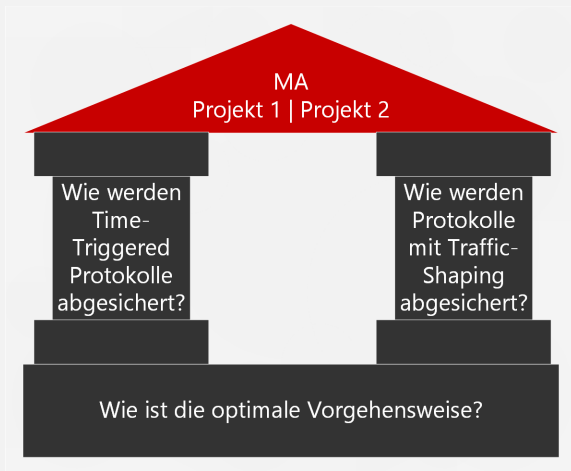 MA
Projekt 1 | Projekt 2
Wie werden
Time-
Triggered
Protokolle
abgesichert?
Wie werden
Protokolle
mit Traffic-
Shaping
abgesichert?
Wie ist die optimale Vorgehensweise?